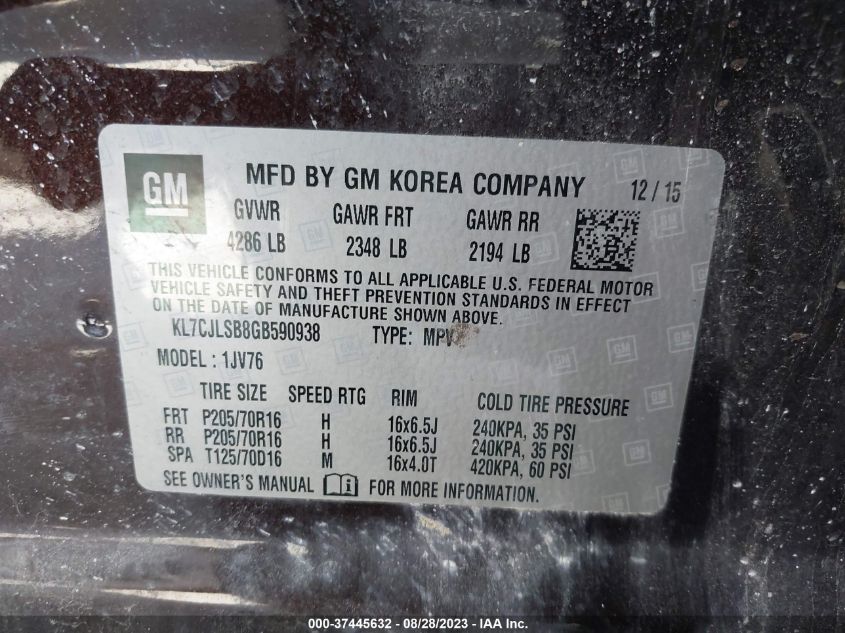 GM
MFD BY GM KOREA COMPANY 12/15
GVWR GAWR FRT GAWR RR
4286 LB 2348 LB 2194 LB
THIS VEHICLE CONFORMS TO ALL APPLICABLE U.S. FEDERAL MOTOR
VEHICLE SAFETY AND THEFT PREVENTION STANDARDS IN EFFECT
ON THE DATE OF MANUFACTURE SHOWN ABOVE.
KL7CJLSB8GB590938 TYPE: MPV
MODEL: 1JV76
TIRE SIZE SPEED RTG RIM COLD TIRE PRESSURE
FRT P205/70R16 H 16x6.5J 240KPA, 35 PSI
RR P205/70R16 H 16x6.5J 240KPA, 35 PSI
SPA T125/70D16 M 16x4.0T 420KPA, 60 PSI
SEE OWNER'S MANUAL FOR MORE INFORMATION.
000-37445632 - 08/28/2023 - IAA Inc.